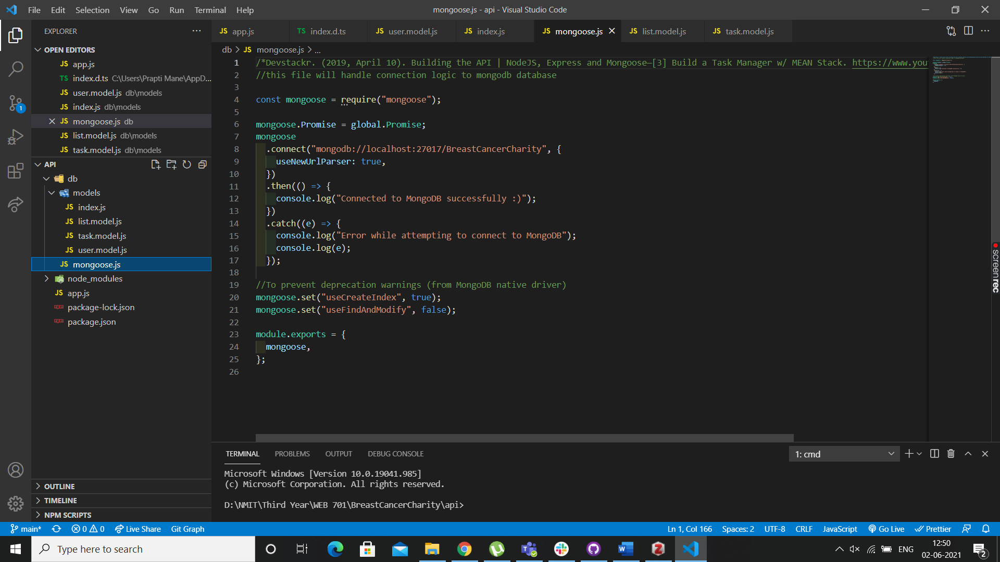 File Edit Selection View Go Run Terminal Help
mongoose.js - api - Visual Studio Code
EXPLORER
OPEN EDITORS
JS app.js
TS index.d.ts C:\Users\Prapti Mane\AppD...
JS user.model.js db\models
JS index.js db\models
JS mongoose.js db
JS list.model.js db\models
JS task.model.js db\models
API
db
models
JS index.js
JS list.model.js
JS task.model.js
JS user.model.js
JS mongoose.js
node_modules
JS app.js
package-lock.json
package.json
OUTLINE
TIMELINE
NPM SCRIPTS
1
JS app.js TS index.d.ts JS user.model.js JS index.js JS mongoose.js JS list.model.js JS task.model.js
db > JS mongoose.js > ...
1 /*Devstackr. (2019, April 10). Building the API | NodeJS, Express and Mongoose—[3] Build a Task Manager w/ MEAN Stack. https://www.you
2 //this file will handle connection logic to mongodb database
3
4 const mongoose = require("mongoose");
5
6 mongoose.Promise = global.Promise;
7 mongoose
8 .connect("mongodb://localhost:27017/BreastCancerCharity", {
9 useNewUrlParser: true,
10 })
11 .then(() => {
12 console.log("Connected to MongoDB successfully :)");
13 })
14 .catch((e) => {
15 console.log("Error while attempting to connect to MongoDB");
16 console.log(e);
17 });
18
19 //To prevent deprecation warnings (from MongoDB native driver)
20 mongoose.set("useCreateIndex", true);
21 mongoose.set("useFindAndModify", false);
22
23 module.exports = {
24 mongoose,
25 };
26
screenrec
TERMINAL PROBLEMS OUTPUT DEBUG CONSOLE
1: cmd
Microsoft Windows [Version 10.0.19041.985]
(c) Microsoft Corporation. All rights reserved.
D:\NMIT\Third Year\WEB 701\BreastCancerCharity\api>
main* 0 0 Live Share Git Graph
Ln 1, Col 166 Spaces: 2 UTF-8 CRLF JavaScript Go Live Prettier
Type here to search
ENG
12:50
02-06-2021
2